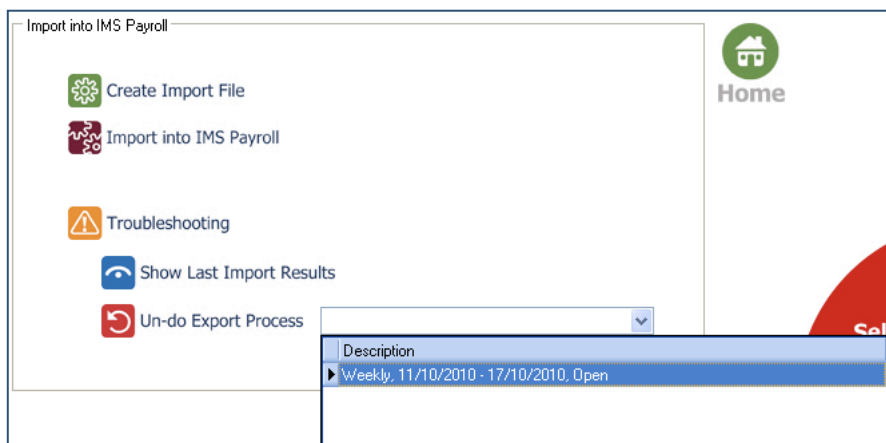 Import into IMS Payroll
Create Import File
Home
Import into IMS Payroll
Troubleshooting
Show Last Import Results
Un-do Export Process
Sel
Description
Weekly, 11/10/2010 - 17/10/2010, Open